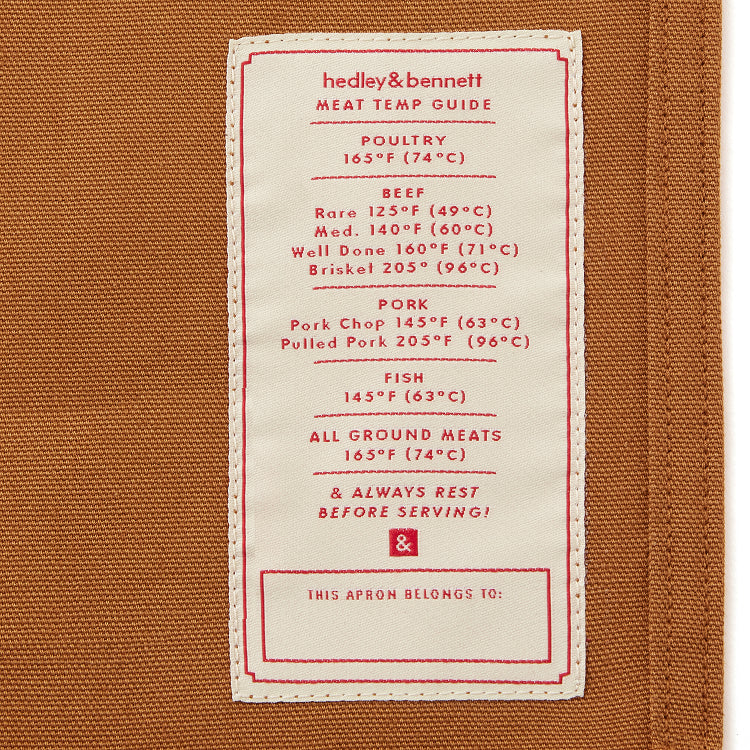 hedley&bennett
MEAT TEMP GUIDE
POULTRY
165°F (74°C)
BEEF
Rare 125°F (49°C)
Med. 140°F (60°C)
Well Done 160°F (71°C)
Brisket 205° (96°C)
PORK
Pork Chop 145°F (63°C)
Pulled Pork 205°F (96°C)
FISH
145°F (63°C)
ALL GROUND MEATS
165°F (74°C)
& ALWAYS REST
BEFORE SERVING!
&
THIS APRON BELONGS TO: